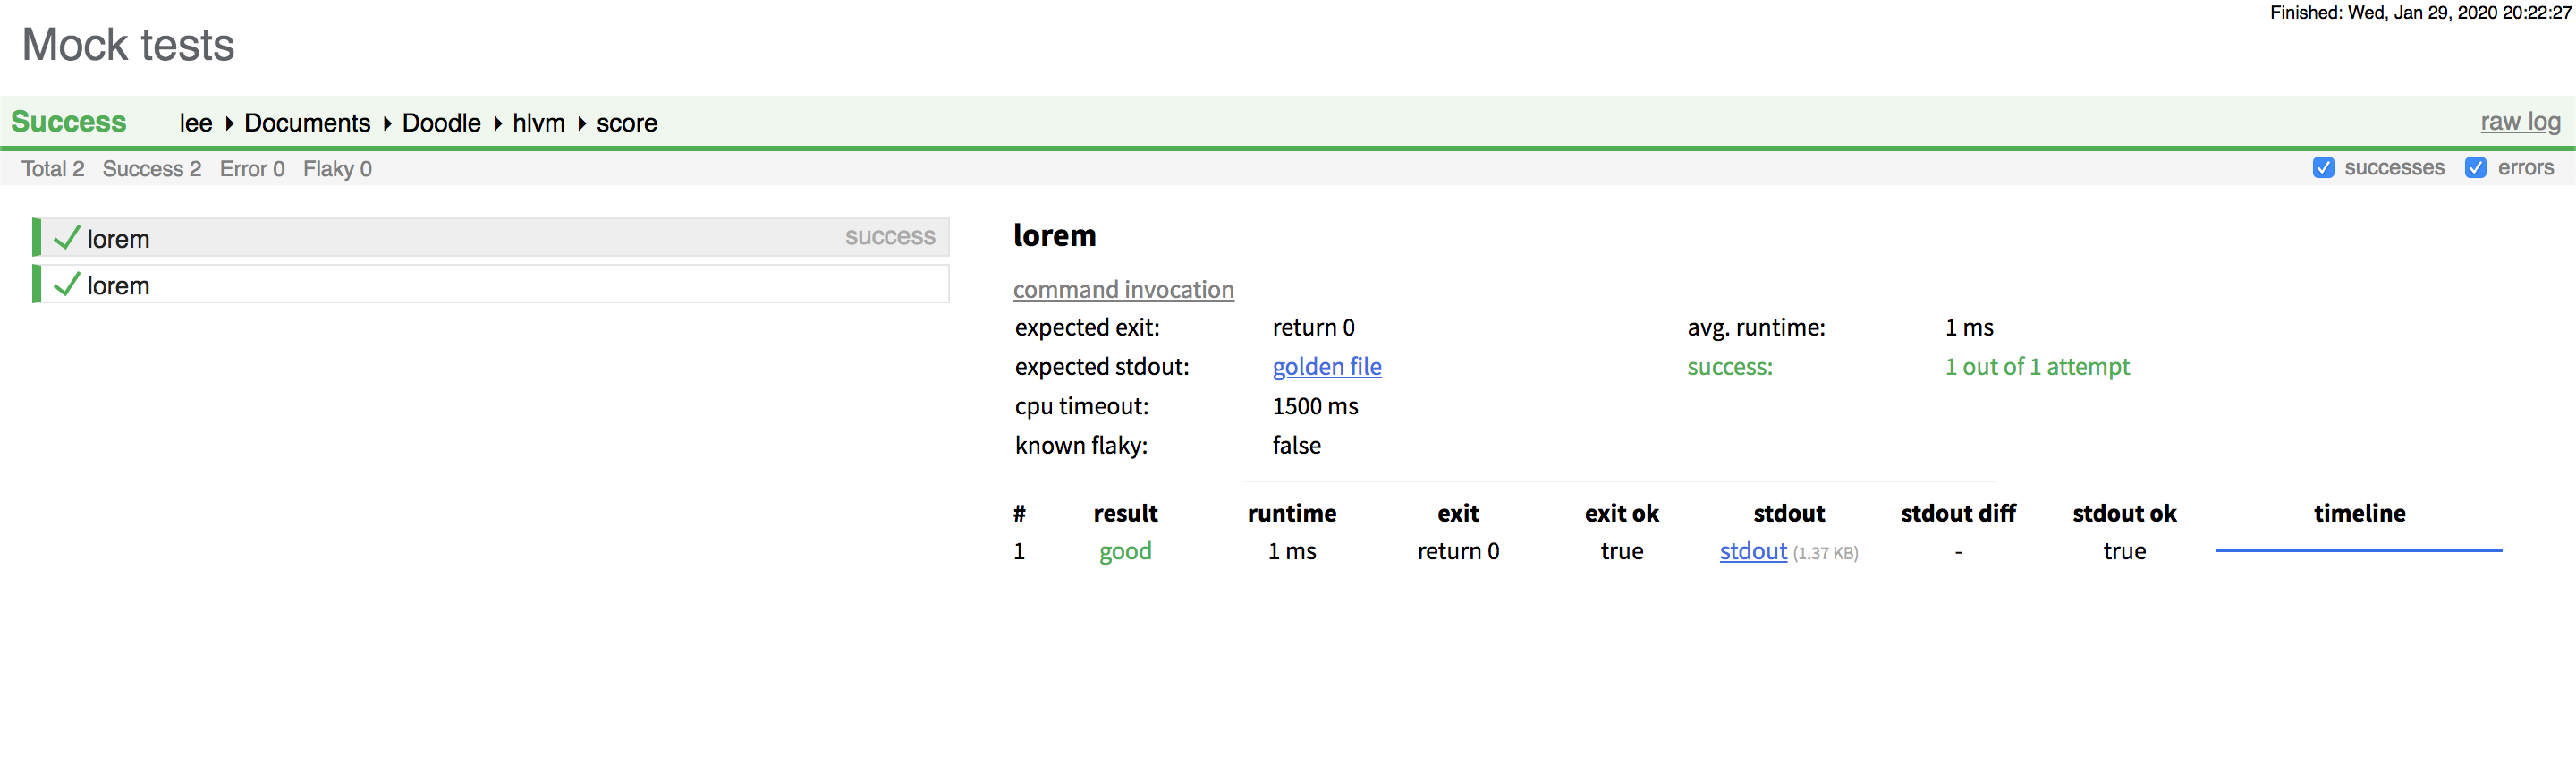 Finished: Wed, Jan 29, 2020 20:22:27
Mock tests
Success lee Documents Doodle hlvm score raw log
Total 2 Success 2 Error 0 Flaky 0 successes errors
lorem success
lorem
lorem
command invocation
expected exit: return 0 avg. runtime: 1 ms
expected stdout: golden file success: 1 out of 1 attempt
cpu timeout: 1500 ms
known flaky: false
# result runtime exit exit ok stdout stdout diff stdout ok timeline
1 good 1 ms return 0 true stdout (1.37 KB) - true